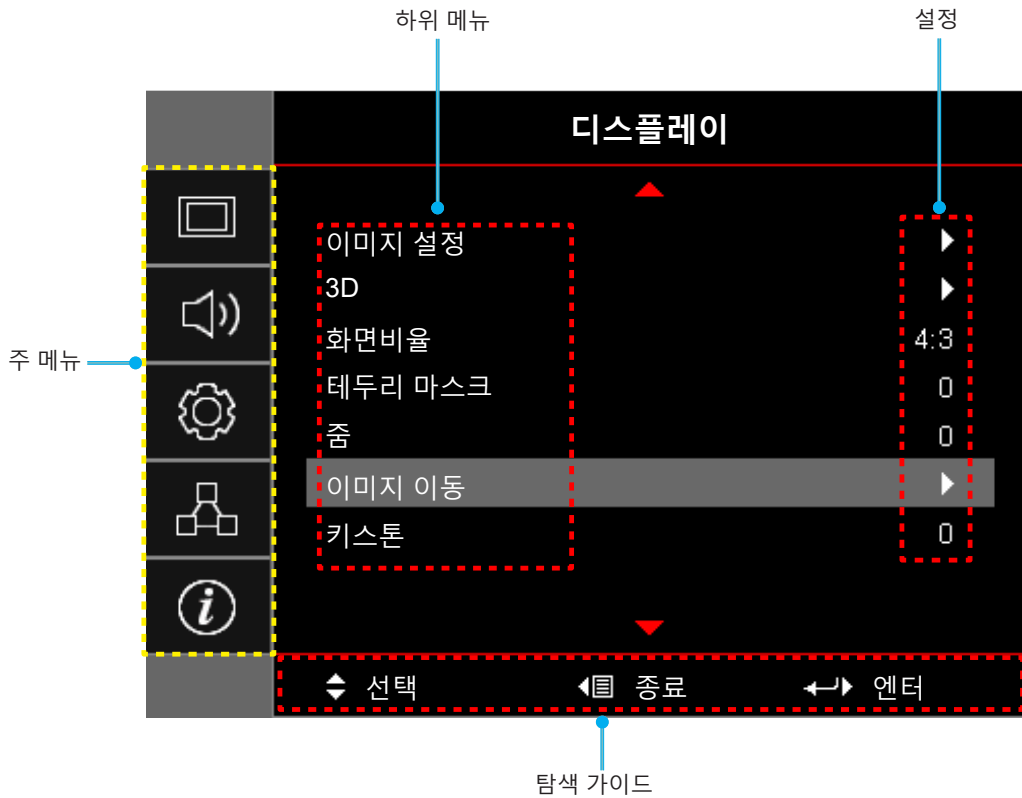 하위 메뉴
설정
디스플레이
이미지 설정
3D
화면비율 4:3
테두리 마스크 0
줌 0
이미지 이동
키스톤 0
주 메뉴
선택 종료 엔터
탐색 가이드